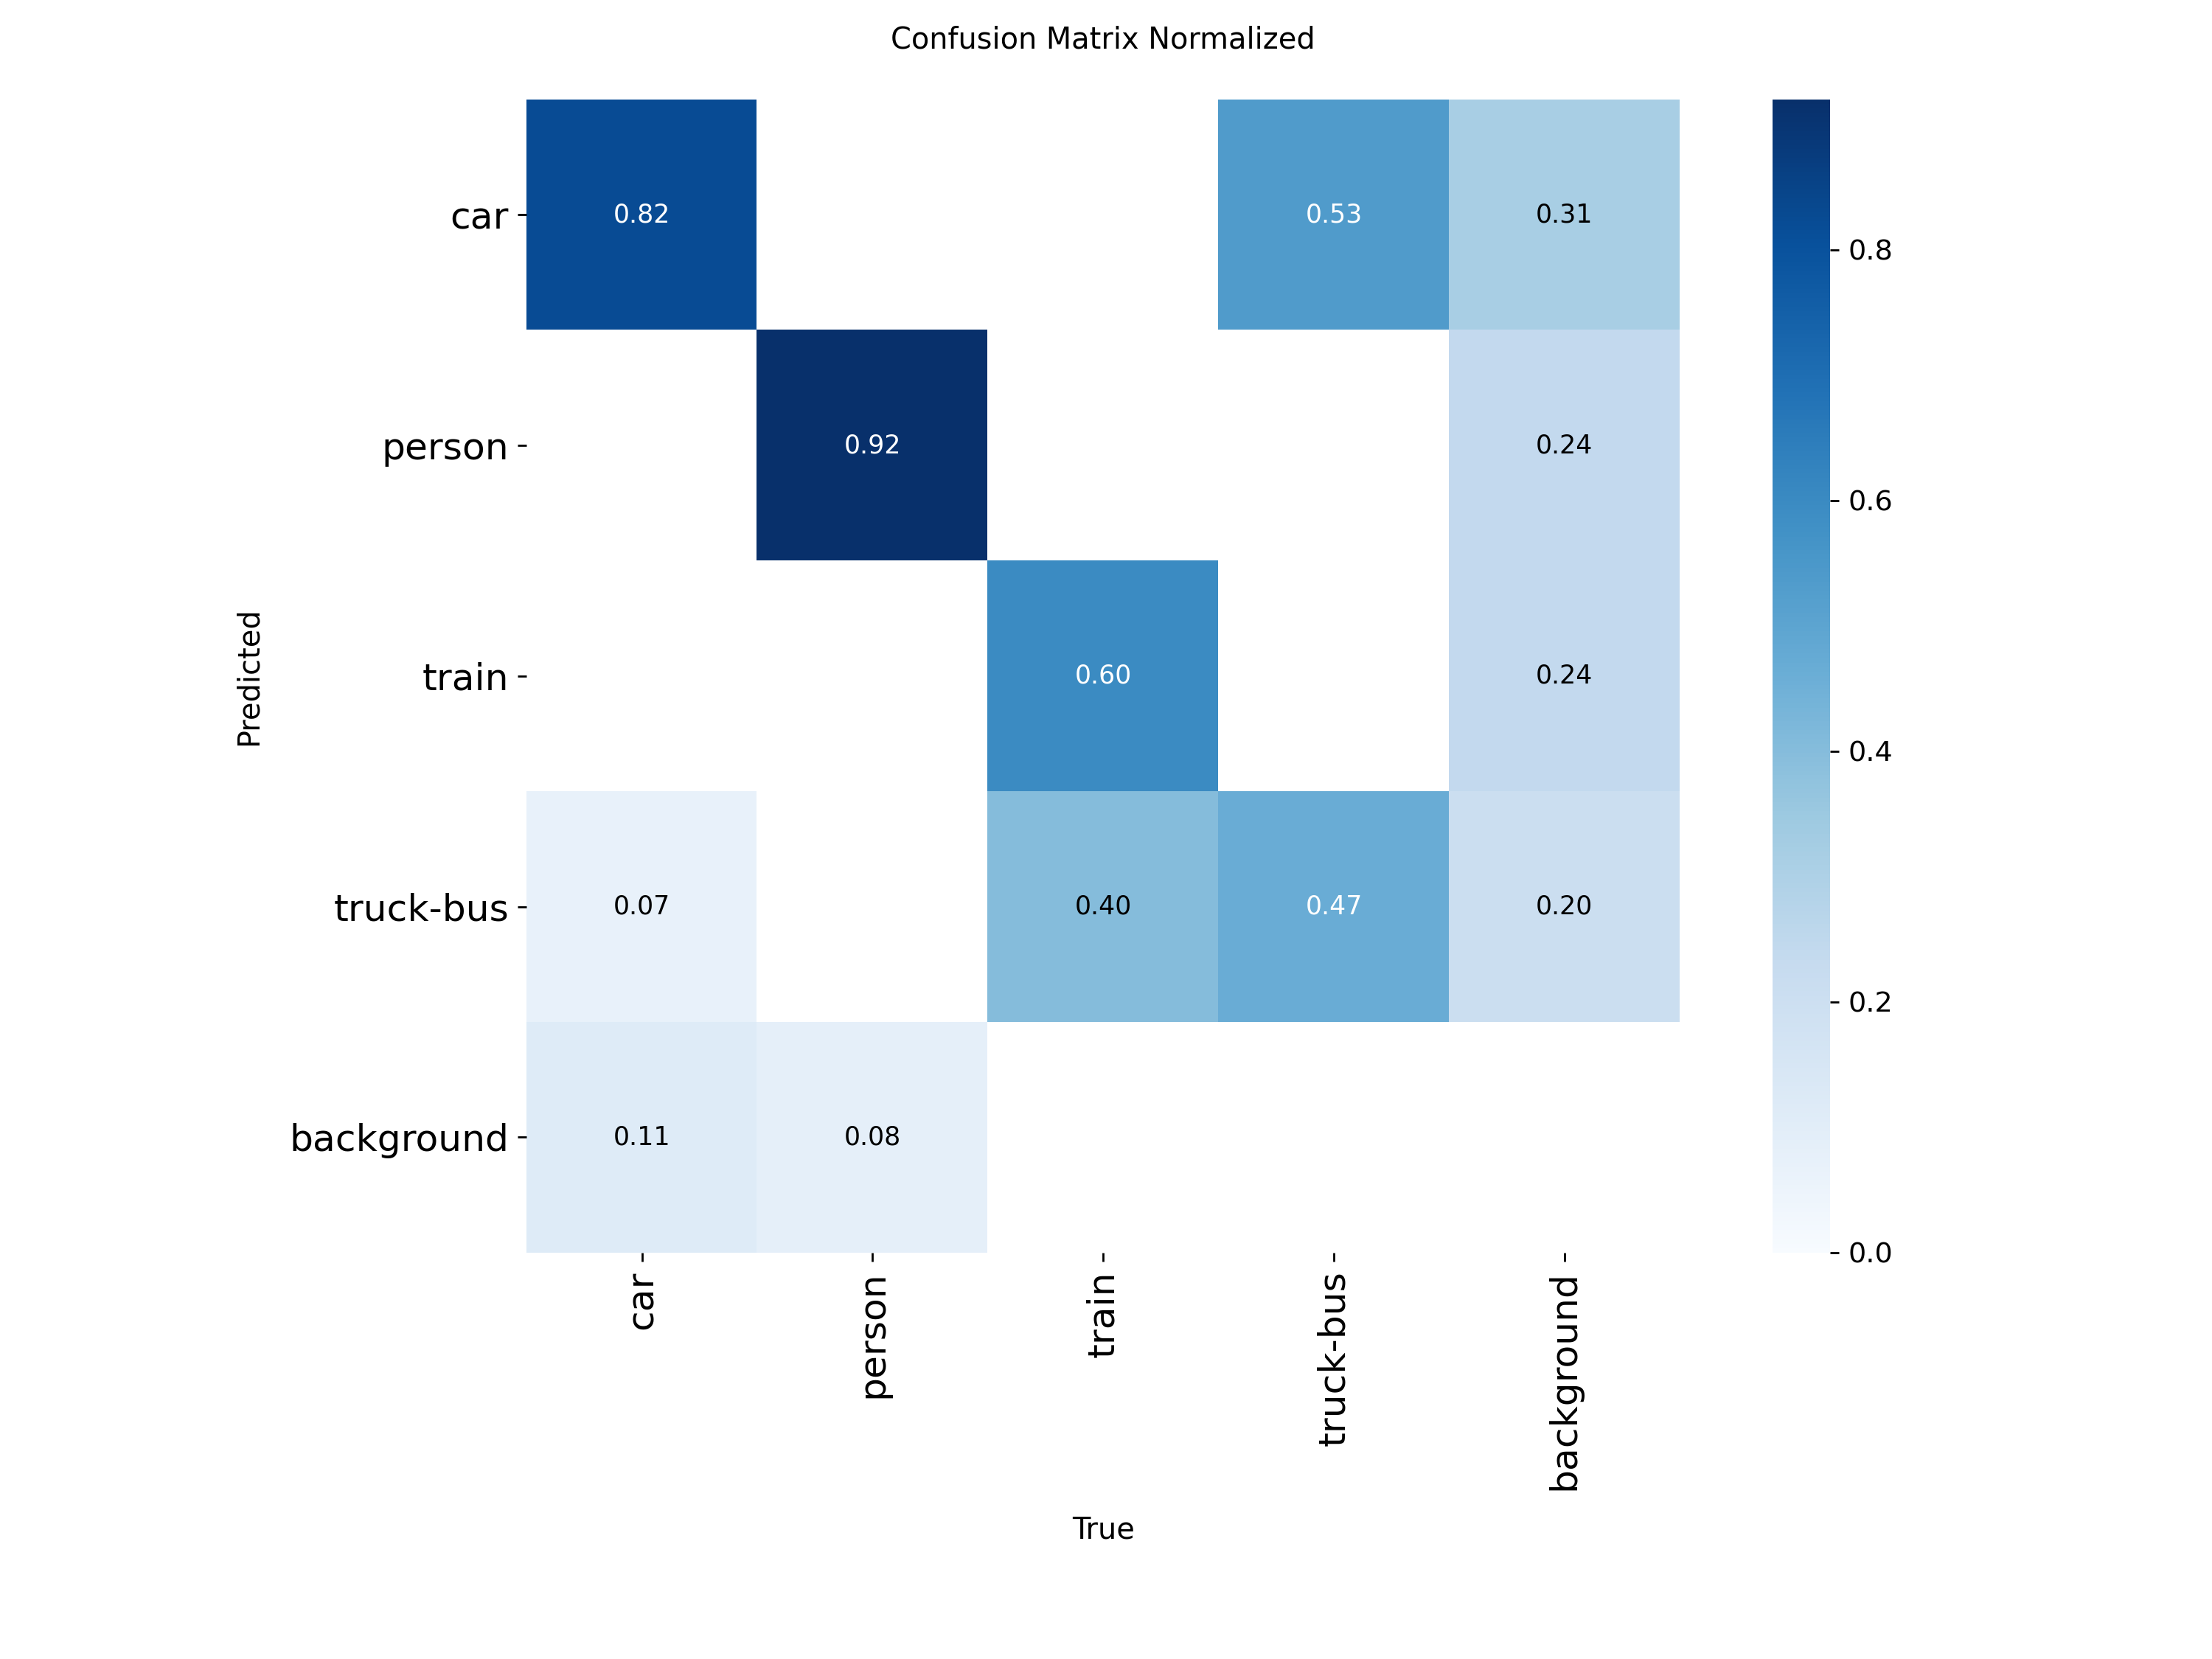 Confusion Matrix Normalized
car
0.82
0.53
0.31
person
0.92
0.24
train
0.60
0.24
truck-bus
0.07
0.40
0.47
0.20
background
0.11
0.08
Predicted
car
person
train
truck-bus
background
True
0.8
0.6
0.4
0.2
0.0